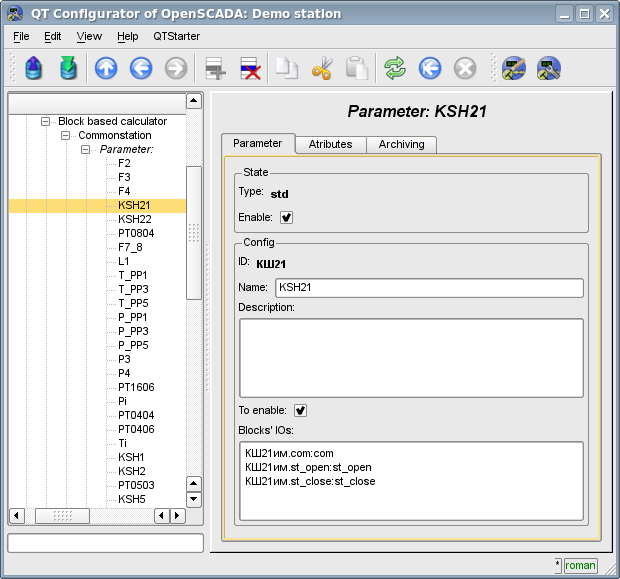 QT Configurator of OpenSCADA: Demo station
File Edit View Help QTStarter
Block based calculator
Commonstation
Parameter:
F2
F3
F4
KSH21
KSH22
PT0804
F7_8
L1
T_PP1
T_PP3
T_PP5
P_PP1
P_PP3
P_PP5
P3
P4
PT1606
Pi
PT0404
PT0406
Ti
KSH1
KSH2
PT0503
KSH5
Parameter: KSH21
Parameter Atributes Archiving
State
Type: std
Enable:
Config
ID: КШ21
Name: KSH21
Description:
To enable:
Blocks' IOs:
КШ21им.com:com
КШ21им.st_open:st_open
КШ21им.st_close:st_close
* roman